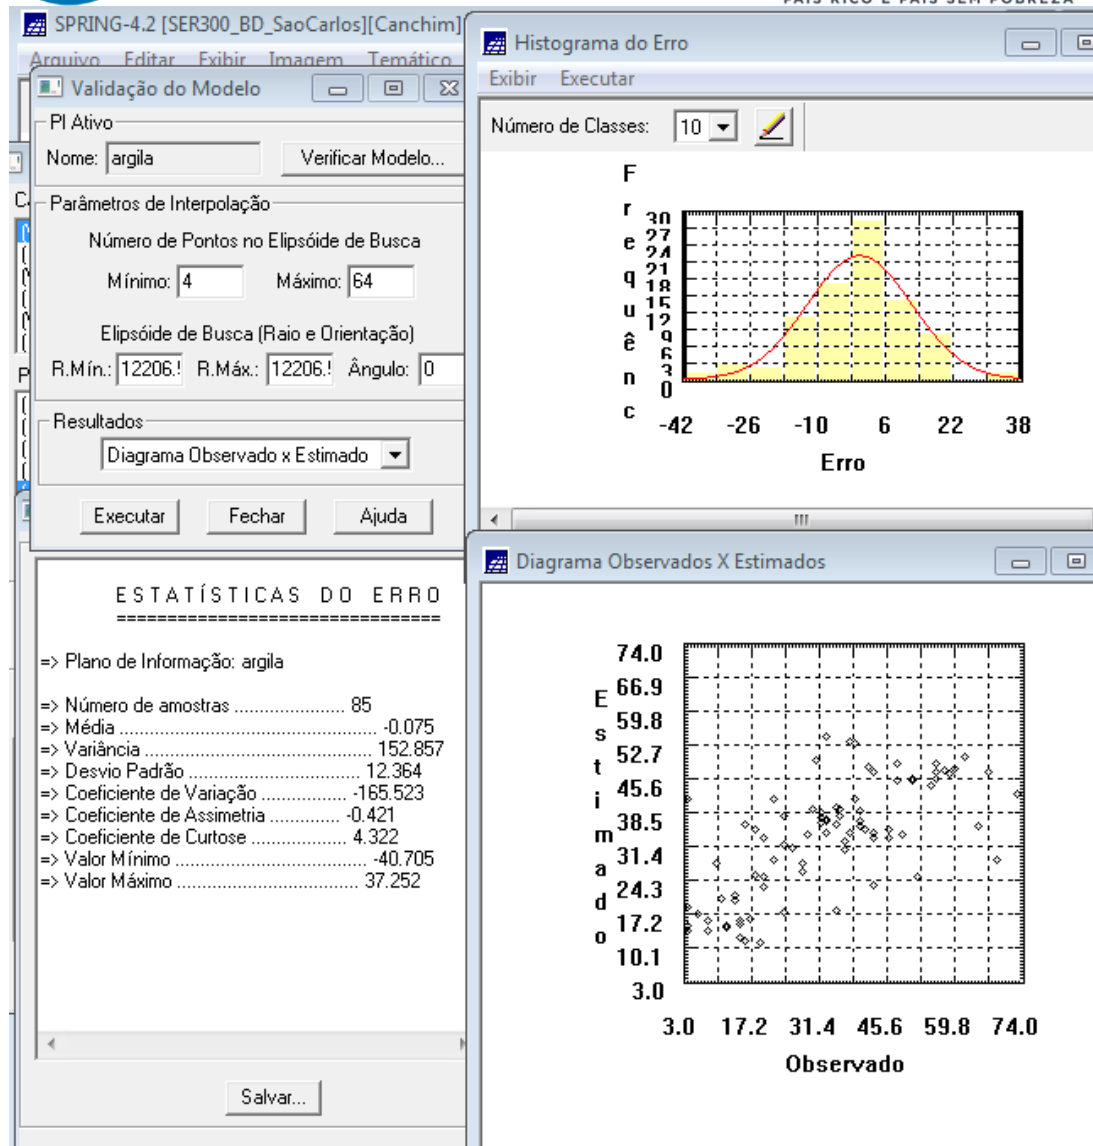 PAÍS RICO É PAÍS SEM POBREZA
SPRING-4.2 [SER300_BD_SaoCarlos][Canchim]
Arquivo Editar Exibir Imagem Temático
Validação do Modelo
PI Ativo
Nome: argila Verificar Modelo...
Parâmetros de Interpolação
Número de Pontos no Elipsóide de Busca
Mínimo: 4 Máximo: 64
Elipsóide de Busca (Raio e Orientação)
R.Mín.: 12206. R.Máx.: 12206. Ângulo: 0
Resultados
Diagrama Observado x Estimado
Executar Fechar Ajuda
ESTATÍSTICAS DO ERRO
================================
=> Plano de Informação: argila
=> Número de amostras ...................... 85
=> Média ................................................... -0.075
=> Variância .............................................. 152.857
=> Desvio Padrão .................................. 12.364
=> Coeficiente de Variação ................. -165.523
=> Coeficiente de Assimetria .............. -0.421
=> Coeficiente de Curtose ................... 4.322
=> Valor Mínimo ...................................... -40.705
=> Valor Máximo .................................... 37.252
Salvar...
Histograma do Erro
Exibir Executar
Número de Classes: 10
Frequênc
30
27
24
21
18
15
12
9
6
3
0
-42 -26 -10 6 22 38
Erro
Diagrama Observados X Estimados
Estimado
74.0
66.9
59.8
52.7
45.6
38.5
31.4
24.3
17.2
10.1
3.0
3.0 17.2 31.4 45.6 59.8 74.0
Observado